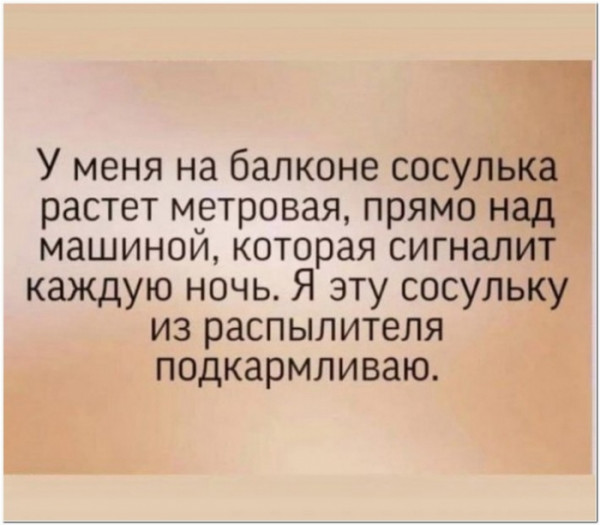 У меня на балконе сосулька
растет метровая, прямо над
машиной, которая сигналит
каждую ночь. Я эту сосульку
из распылителя
подкармливаю.